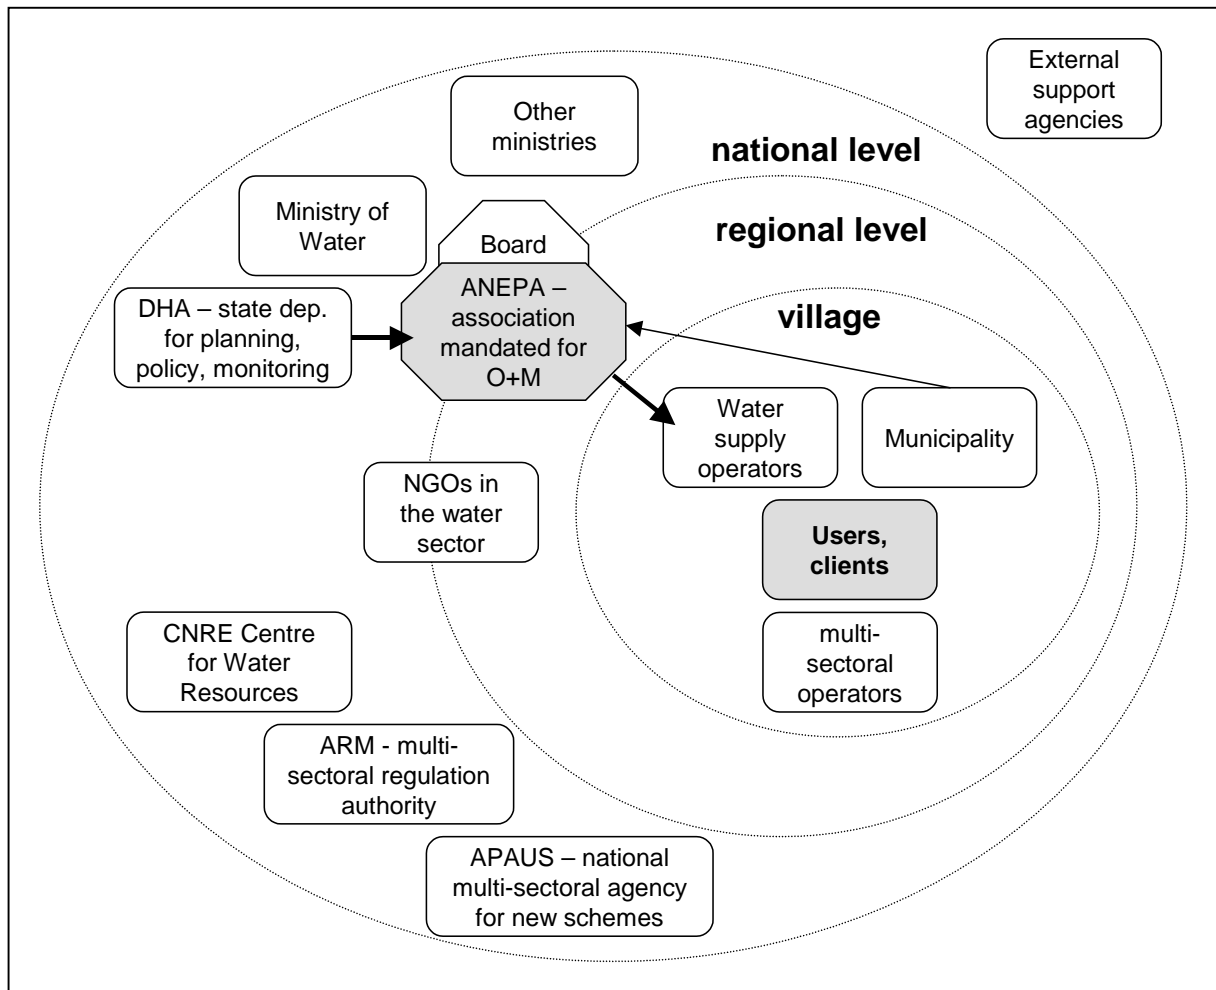 External
support
agencies
Other
ministries
national level
Ministry of
Water
regional level
Board
DHA – state dep.
for planning,
policy, monitoring
ANEPA –
association
mandated for
O+M
village
Water
supply
operators
Municipality
NGOs in
the water
sector
Users,
clients
CNRE Centre
for Water
Resources
multi-
sectoral
operators
ARM - multi-
sectoral regulation
authority
APAUS – national
multi-sectoral agency
for new schemes